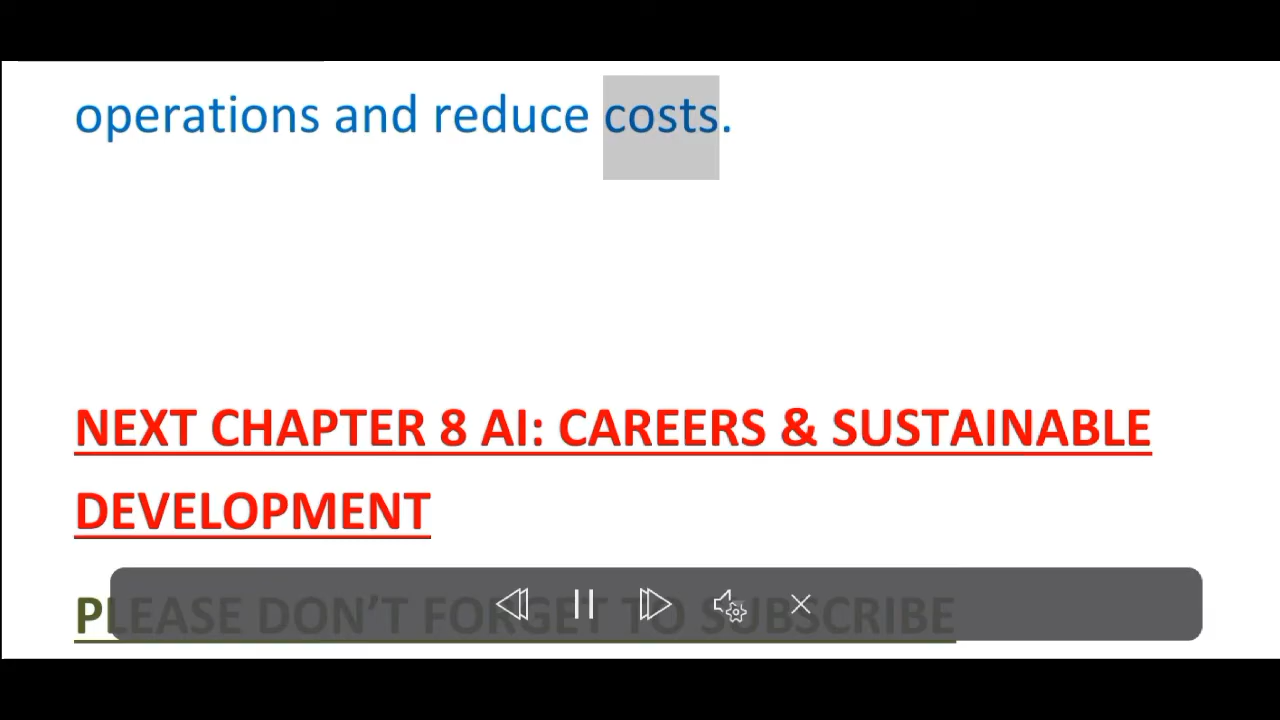 operations and reduce costs.
NEXT CHAPTER 8 AI: CAREERS & SUSTAINABLE
DEVELOPMENT
PLEASE DON’T FORGET TO SUBSCRIBE